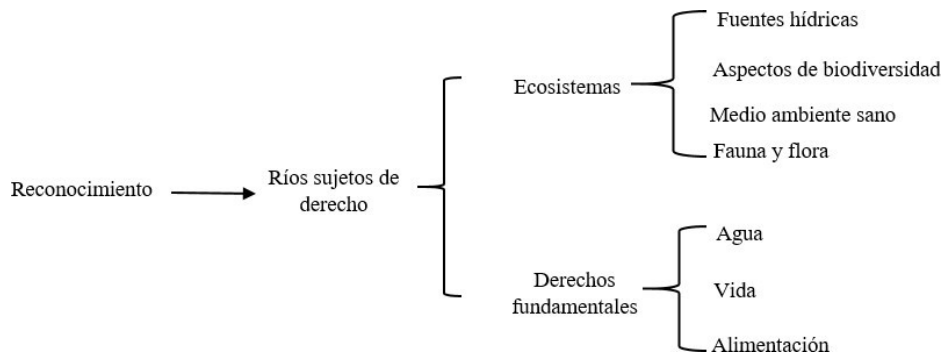 Reconocimiento
Ríos sujetos de
derecho
Ecosistemas
Fuentes hídricas
Aspectos de biodiversidad
Medio ambiente sano
Fauna y flora
Derechos
fundamentales
Agua
Vida
Alimentación